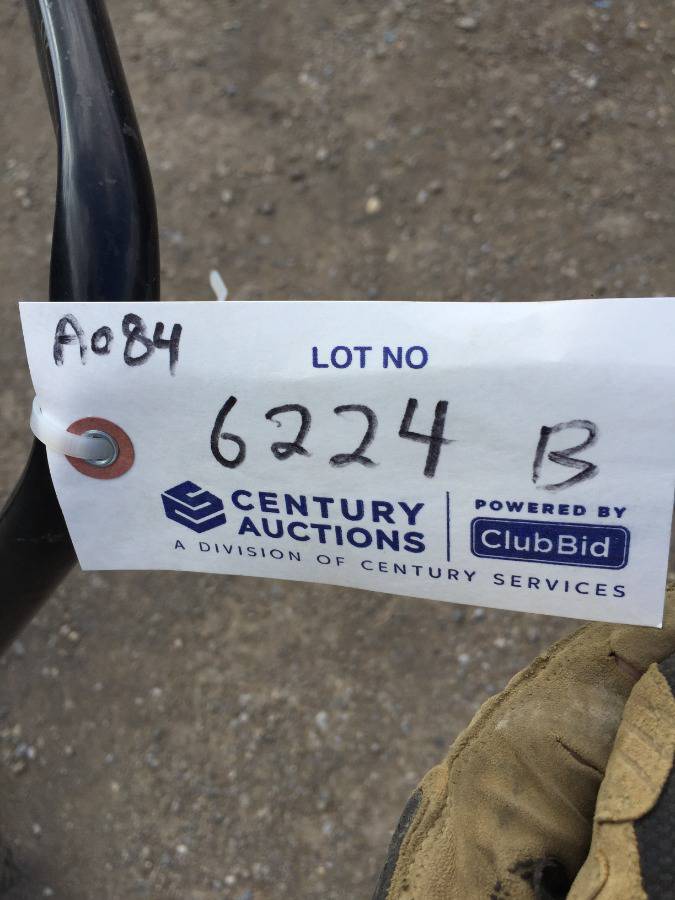 A084
LOT NO
6224 B
CENTURY
AUCTIONS
A DIVISION OF CENTURY SERVICES
POWERED BY
ClubBid